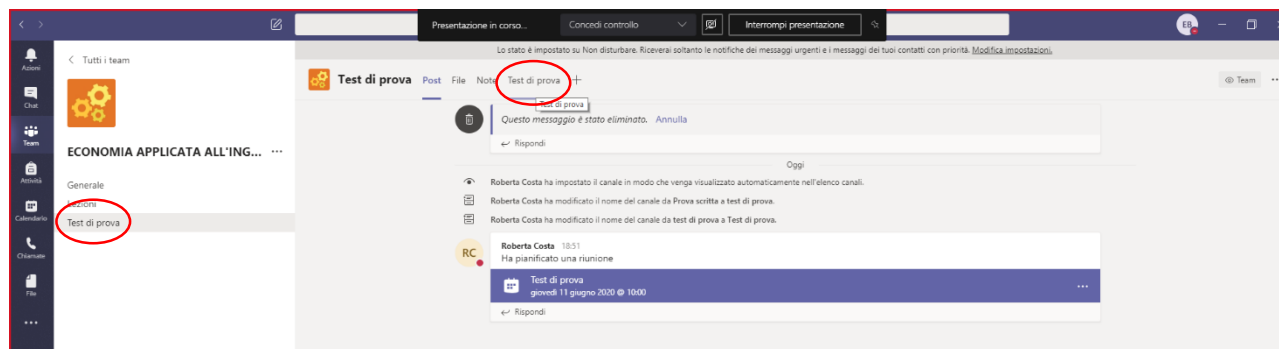 Presentazione in corso... Concedi controllo Interrompi presentazione EB
Lo stato è impostato su Non disturbare. Riceverai soltanto le notifiche dei messaggi urgenti e i messaggi dei tuoi contatti con priorità. Modifica impostazioni.
Azioni
Chat
Team
Attività
Calendario
Chiamate
File
Tutti i team
ECONOMIA APPLICATA ALL'ING... ...
Generale
Lezioni
Test di prova
Test di prova Post File Note Test di prova + Team
Test di prova
Questo messaggio è stato eliminato. Annulla
Rispondi
Oggi
Roberta Costa ha impostato il canale in modo che venga visualizzato automaticamente nell'elenco canali.
Roberta Costa ha modificato il nome del canale da Prova scritta a test di prova.
Roberta Costa ha modificato il nome del canale da test di prova a Test di prova.
RC Roberta Costa 18:51
Ha pianificato una riunione
Test di prova
giovedì 11 giugno 2020 @ 10:00
Rispondi